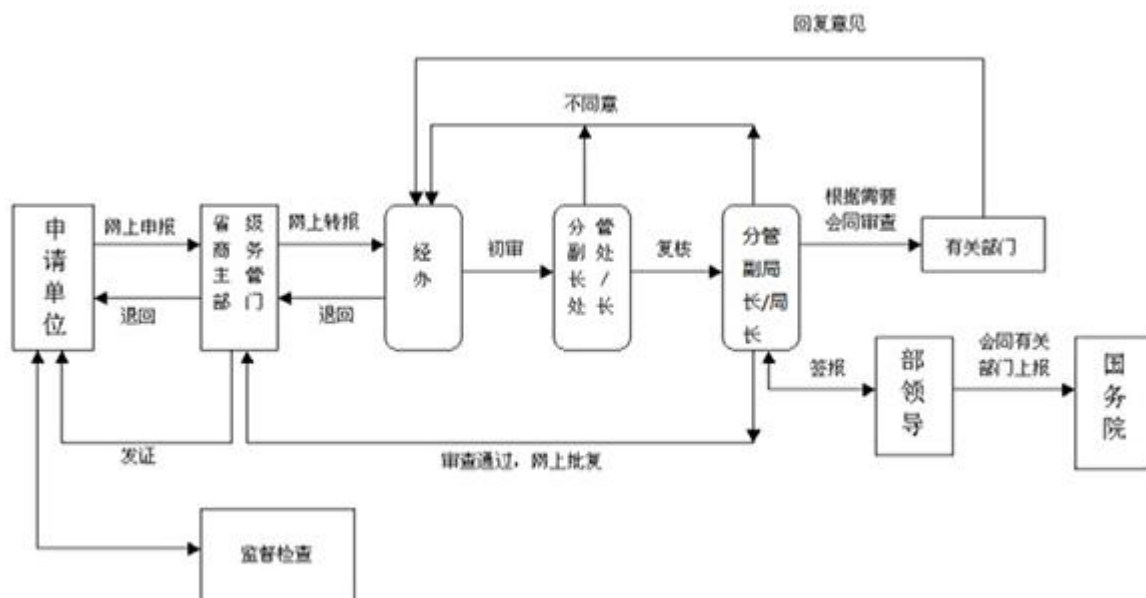 回复意见
不同意
申请单位
网上申报
退回
省级
商务
主管
部门
网上转报
退回
经办
初审
分管
副处
长/
处长
复核
分管
副局
长/局
长
根据需要
会同审查
有关部门
签报
部领导
会同有关
部门上报
国务院
发证
审查通过，网上批复
监督检查